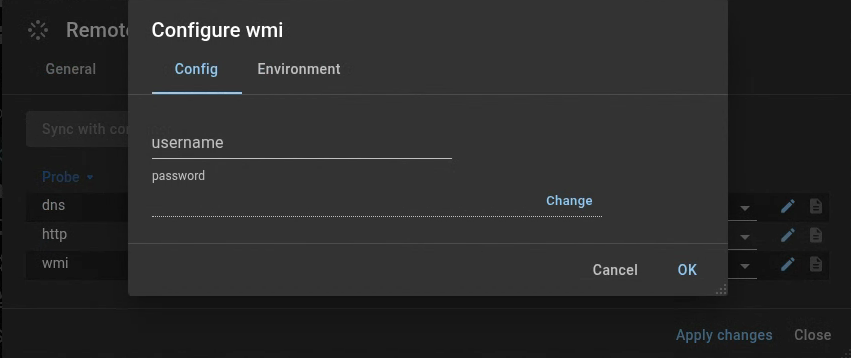 Configure wmi
Remote
General
Config
Environment
Sync with con
username
password
Change
Probe
dns
http
wmi
Cancel
OK
Apply changes
Close